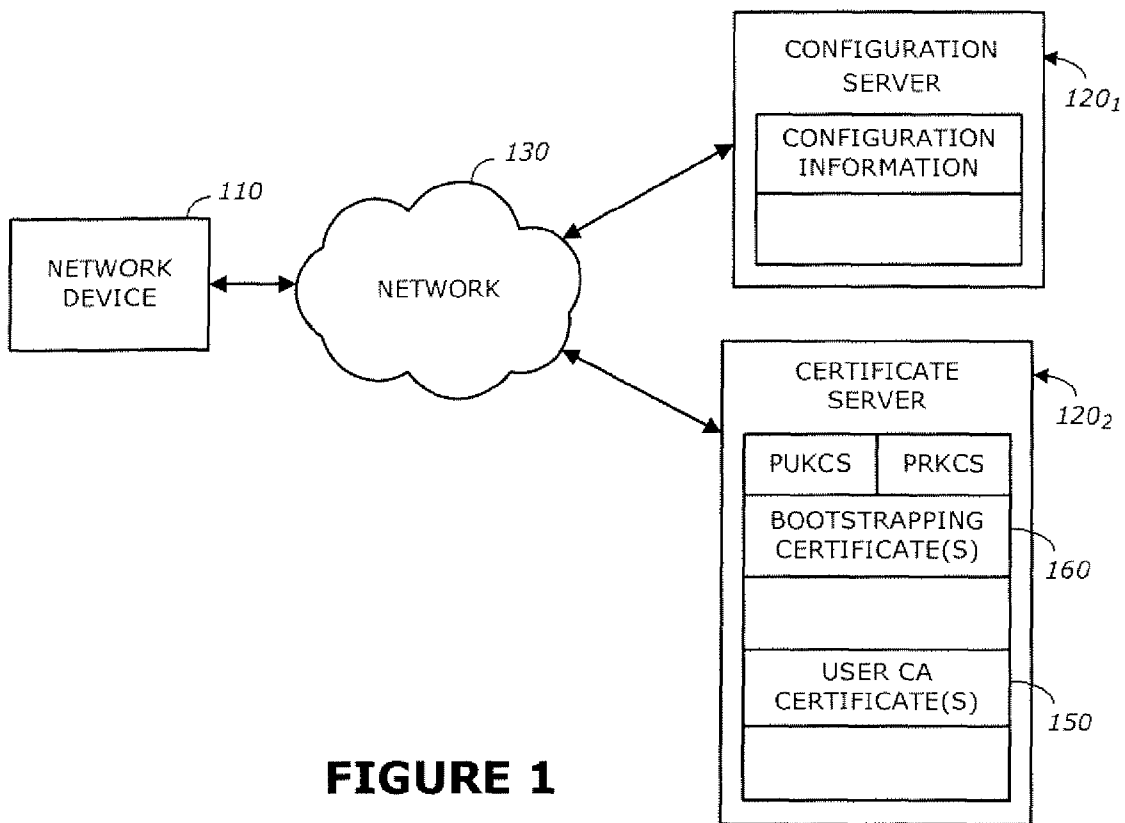 CONFIGURATION
SERVER
120₁
CONFIGURATION
INFORMATION
130
110
NETWORK
DEVICE
NETWORK
CERTIFICATE
SERVER
120₂
PUKCS PRKCS
BOOTSTRAPPING
CERTIFICATE(S)
160
USER CA
CERTIFICATE(S)
150
FIGURE 1